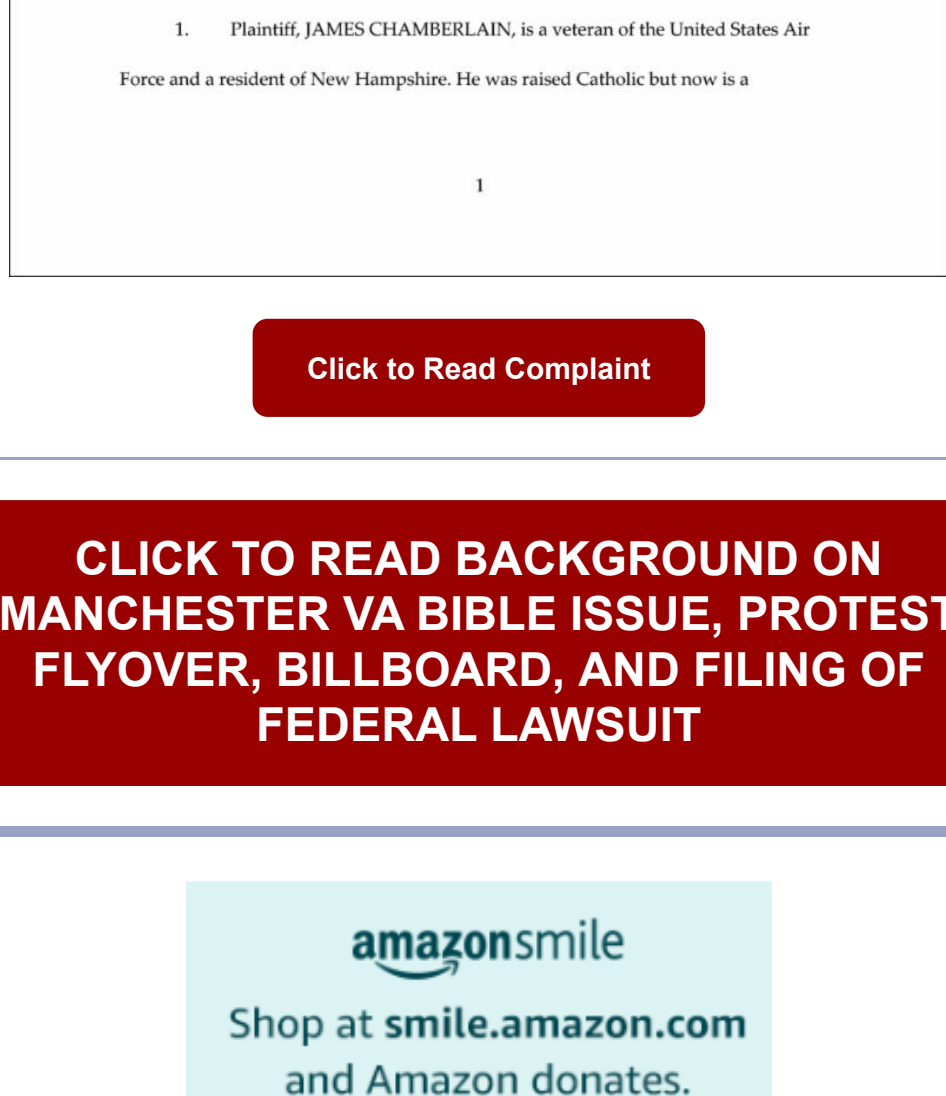 1. Plaintiff, JAMES CHAMBERLAIN, is a veteran of the United States Air
Force and a resident of New Hampshire. He was raised Catholic but now is a
1
Click to Read Complaint
CLICK TO READ BACKGROUND ON
MANCHESTER VA BIBLE ISSUE, PROTEST
FLYOVER, BILLBOARD, AND FILING OF
FEDERAL LAWSUIT
amazonsmile
Shop at smile.amazon.com
and Amazon donates.